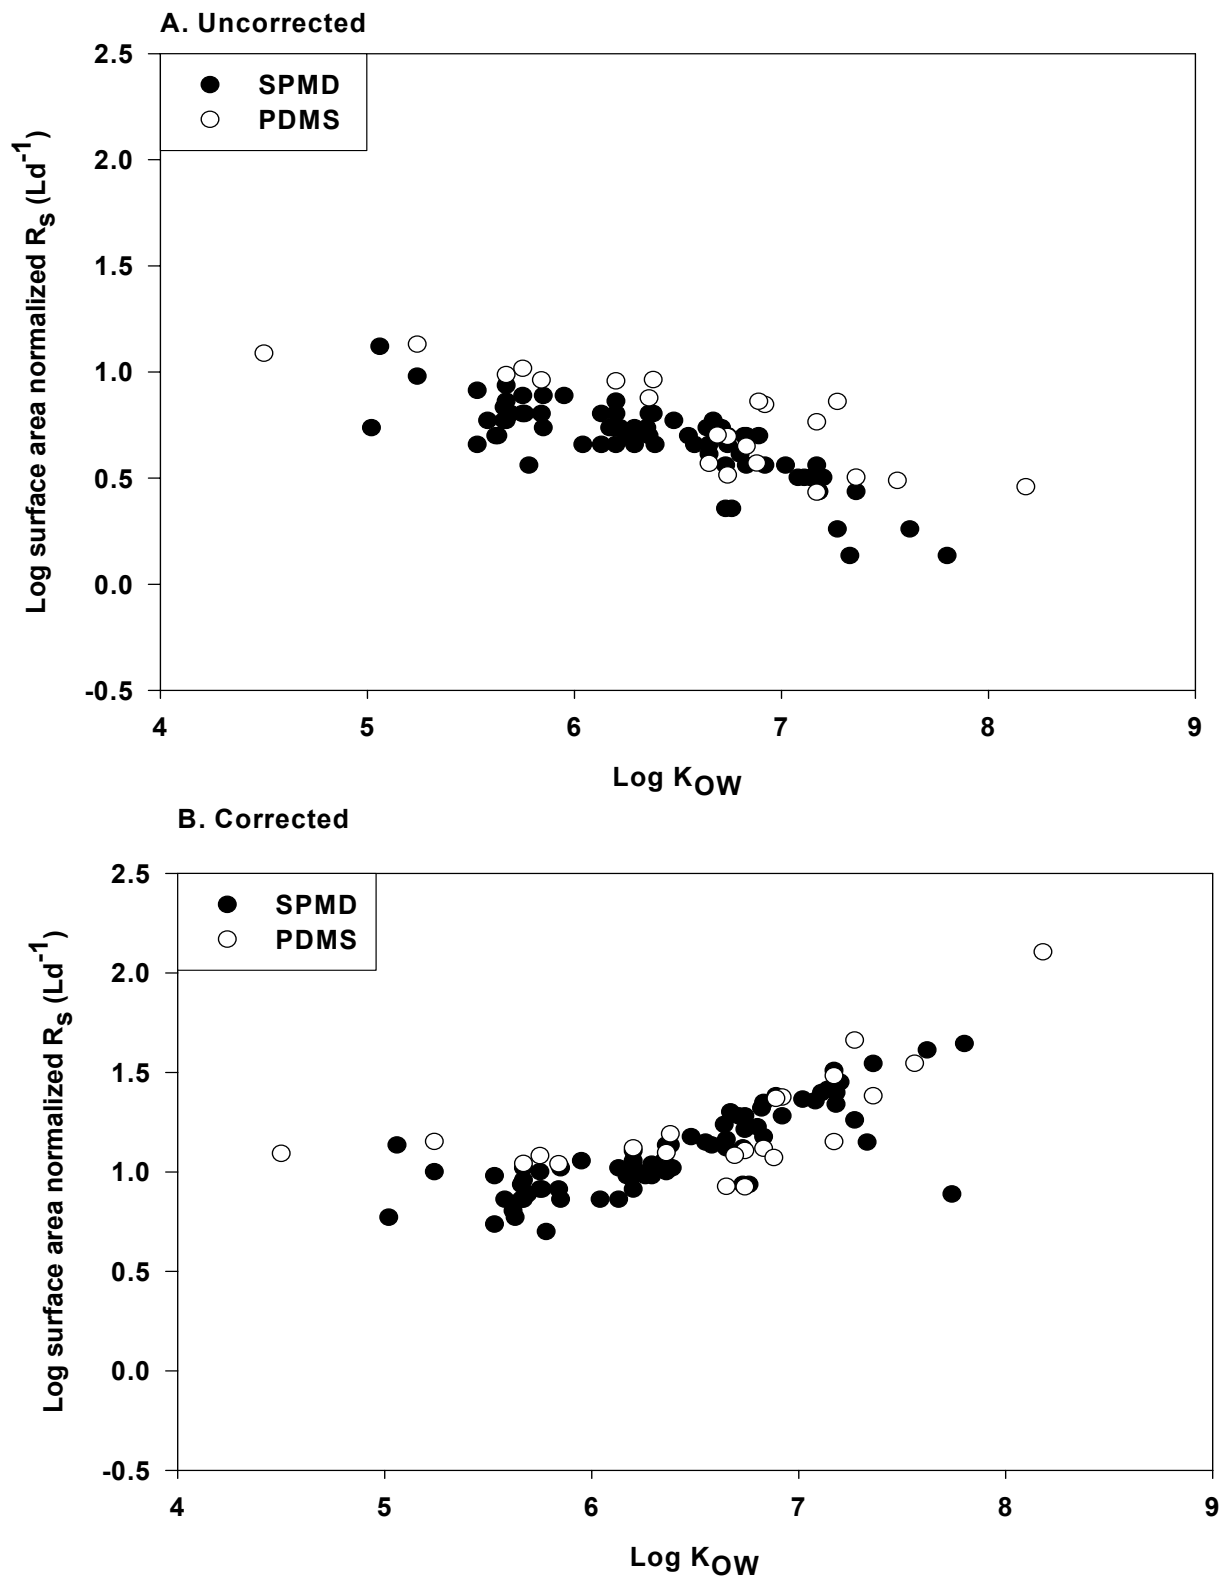 A. Uncorrected
2.5
SPMD
PDMS
2.0
1.5
1.0
0.5
0.0
-0.5
Log surface area normalized Rs (Ld-1)
4 5 6 7 8 9
Log KOW
B. Corrected
2.5
SPMD
PDMS
2.0
1.5
1.0
0.5
0.0
-0.5
Log surface area normalized Rs (Ld-1)
4 5 6 7 8 9
Log KOW